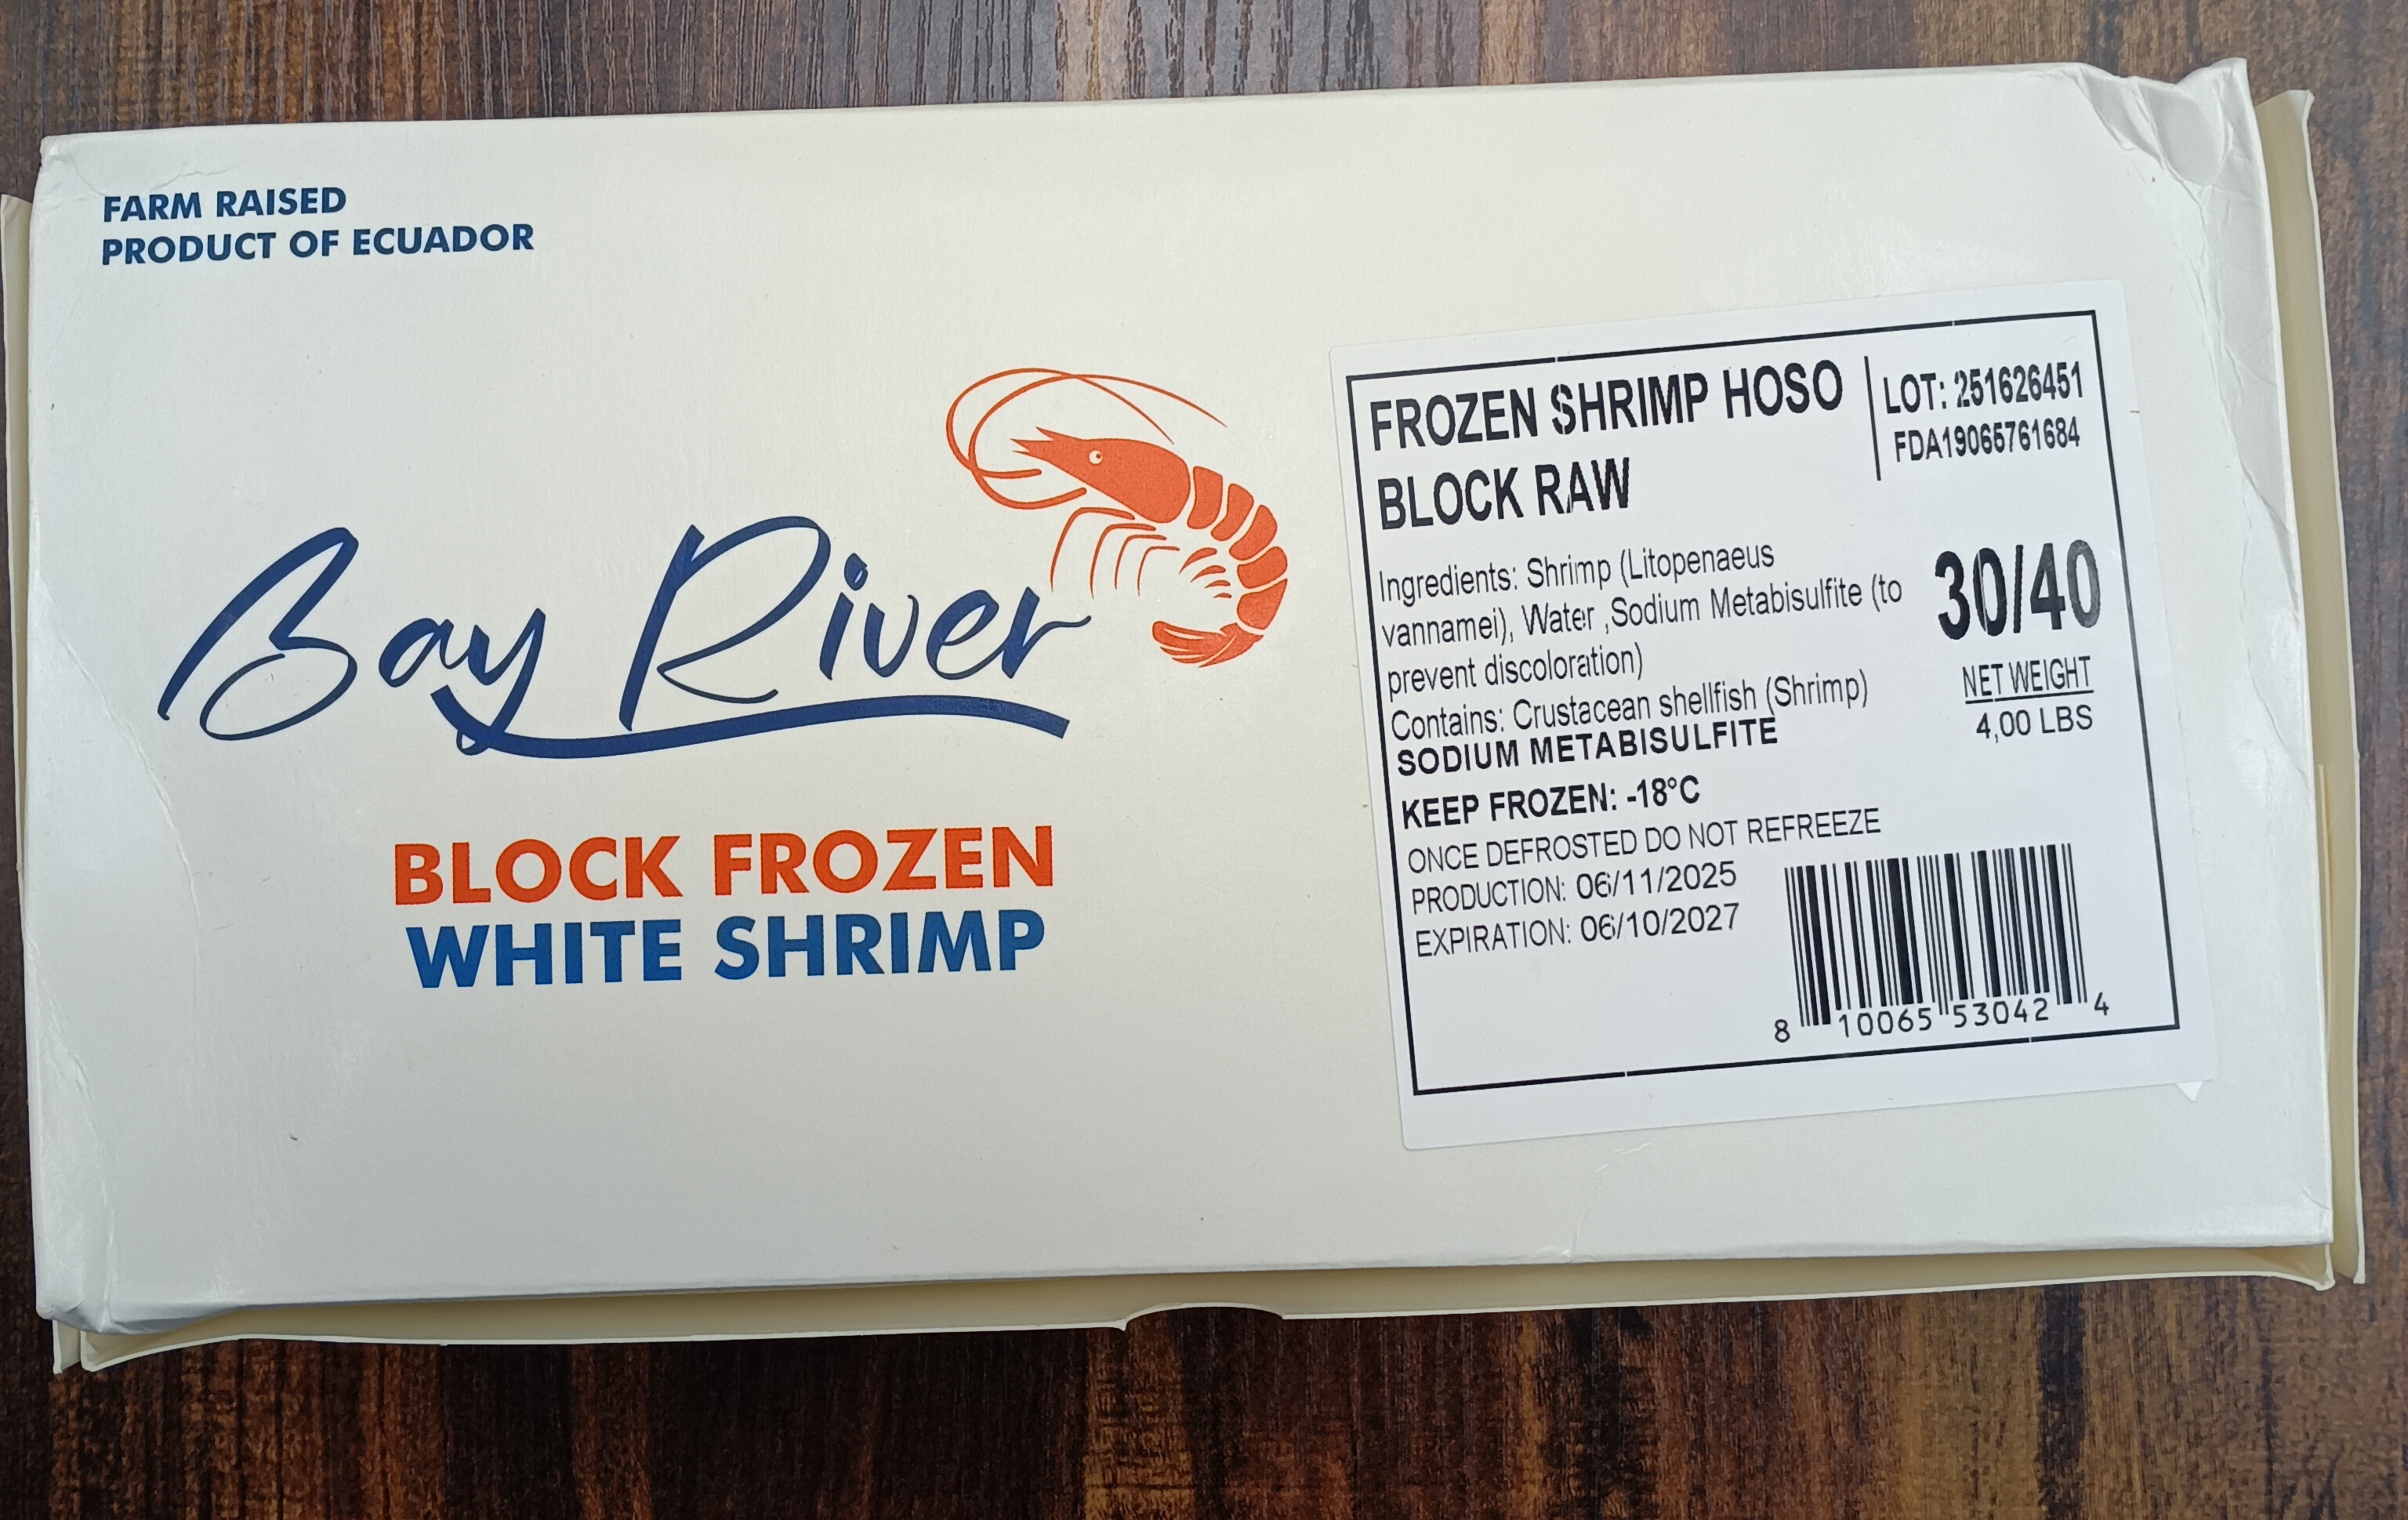 FARM RAISED
PRODUCT OF ECUADOR
Bay River
BLOCK FROZEN
WHITE SHRIMP
FROZEN SHRIMP HOSO
BLOCK RAW
LOT: 251626451
FDA19065761684
Ingredients: Shrimp (Litopenaeus
vannamei), Water ,Sodium Metabisulfite (to
prevent discoloration)
Contains: Crustacean shellfish (Shrimp)
SODIUM METABISULFITE
30/40
NET WEIGHT
4,00 LBS
KEEP FROZEN: -18°C
ONCE DEFROSTED DO NOT REFREEZE
PRODUCTION: 06/11/2025
EXPIRATION: 06/10/2027
8 10065 53042 4